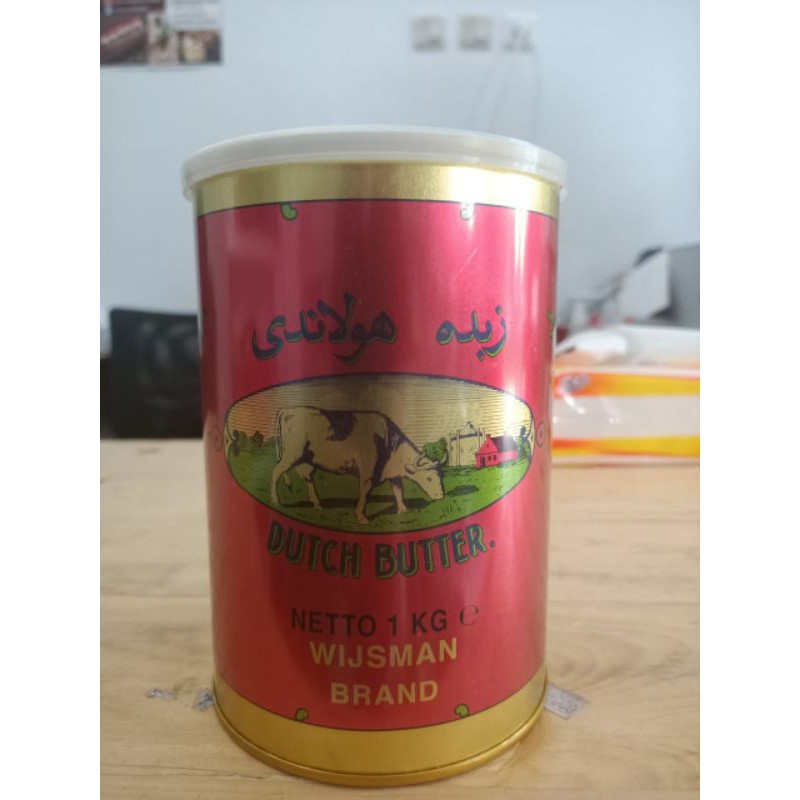 زبده هولاندى
DUTCH BUTTER.
NETTO 1 KG ℮
WIJSMAN
BRAND